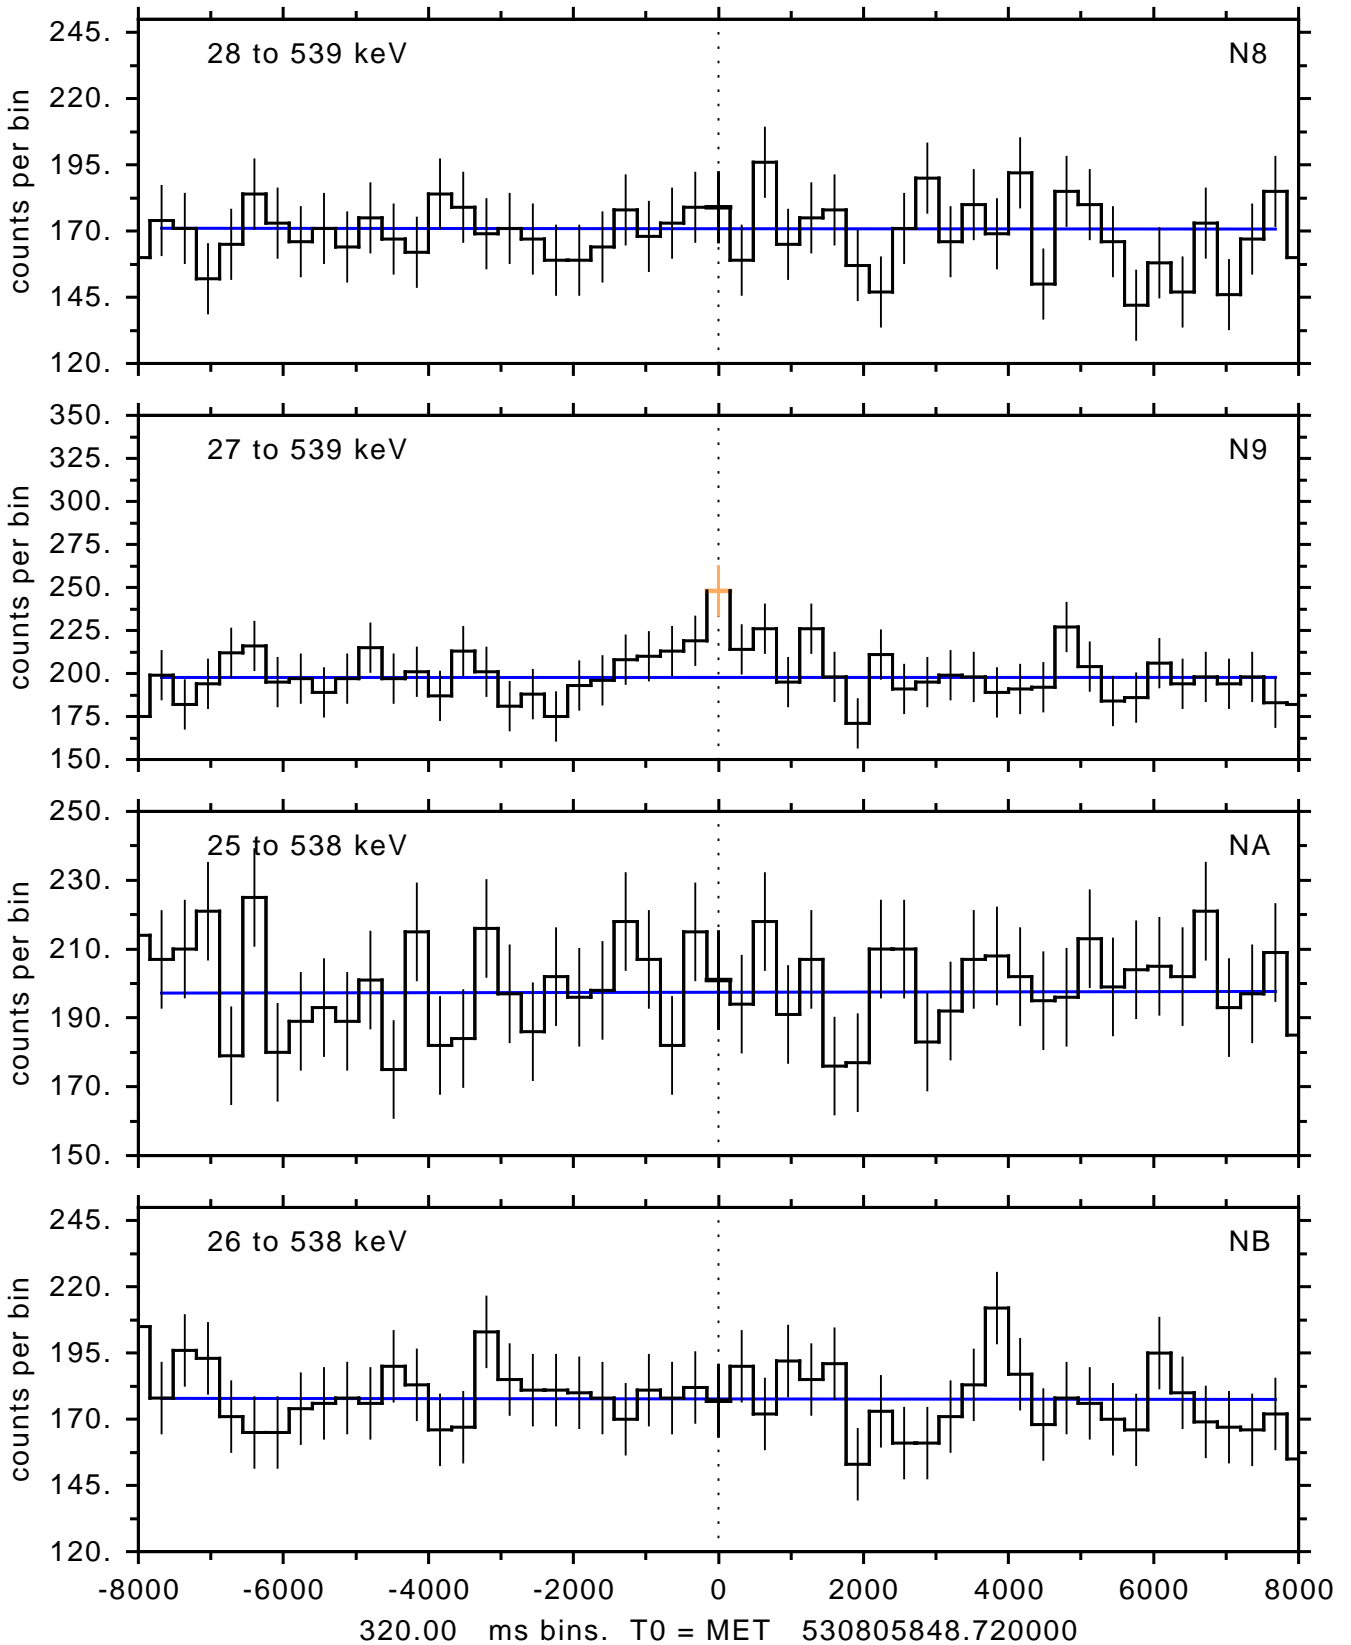 245.
28 to 539 keV N8
220.
195.
170.
145.
120.
counts per bin
350.
27 to 539 keV N9
325.
300.
275.
250.
225.
200.
175.
150.
counts per bin
250.
25 to 538 keV NA
230.
210.
190.
170.
150.
counts per bin
245.
26 to 538 keV NB
220.
195.
170.
145.
120.
counts per bin
-8000 -6000 -4000 -2000 0 2000 4000 6000 8000
320.00 ms bins. T0 = MET 530805848.720000